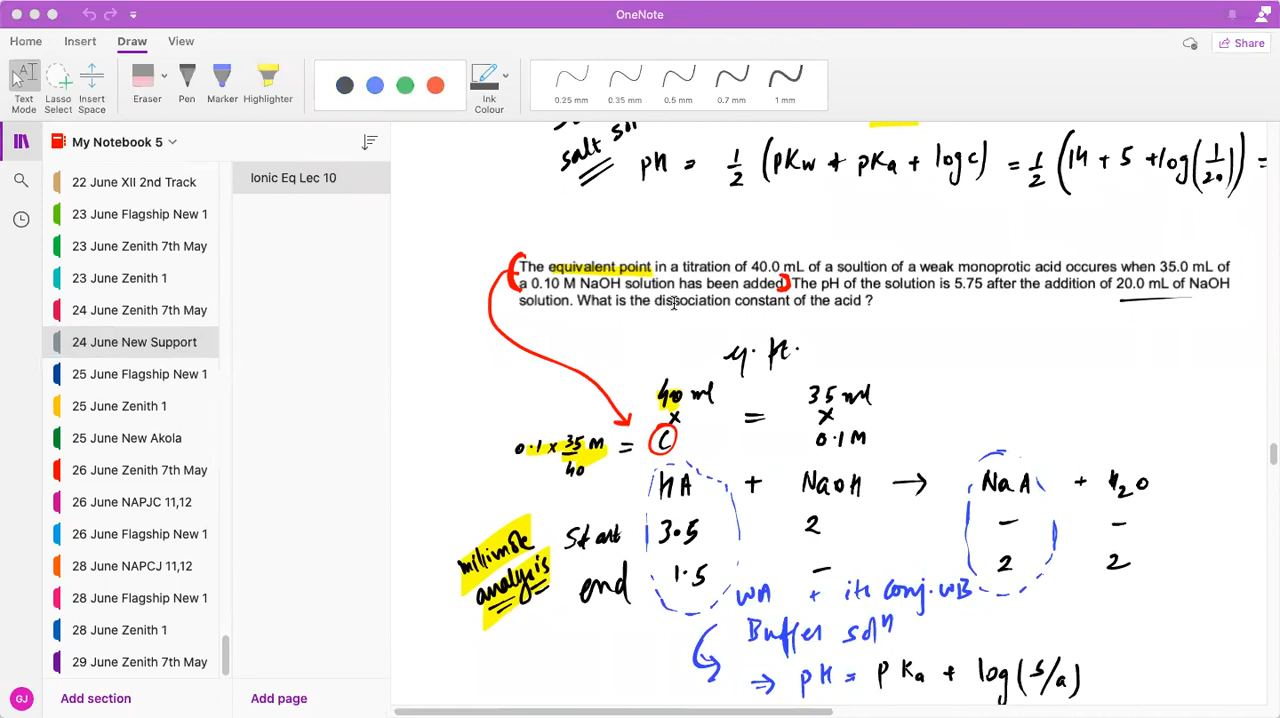 OneNote
Home Insert Draw View
Share
Text Mode
Lasso Select
Insert Space
Eraser
Pen
Marker
Highlighter
0.25 mm 0.35 mm 0.5 mm 0.7 mm 1 mm
Ink Colour
My Notebook 5
22 June XII 2nd Track
23 June Flagship New 1
23 June Zenith 7th May
23 June Zenith 1
24 June Zenith 7th May
24 June New Support
25 June Flagship New 1
25 June Zenith 1
25 June New Akola
26 June Zenith 7th May
26 June NAPJC 11,12
26 June Zenith 1
28 June NAPCJ 11,12
28 June Flagship New 1
28 June Zenith 1
29 June Zenith 7th May
GJ
Add section
Ionic Eq Lec 10
Add page
salt sol
pH = 1/2 (pKw + pKa + log c) = 1/2 (14 + 5 + log(1/20)) =
The equivalent point in a titration of 40.0 mL of a soultion of a weak monoprotic acid occures when 35.0 mL of
a 0.10 M NaOH solution has been added. The pH of the solution is 5.75 after the addition of 20.0 mL of NaOH
solution. What is the dissociation constant of the acid ?
eq. pt.
40 ml 35 ml
x = x
0.1 x 35/40 M = C 0.1 M
HA + NaOH → NaA + H2O
Start 3.5 2 - -
end 1.5 - 2 2
millimole
analysis
WA + its conj. WB
Buffer solⁿ
⇒ pH = pKa + log(s/a)